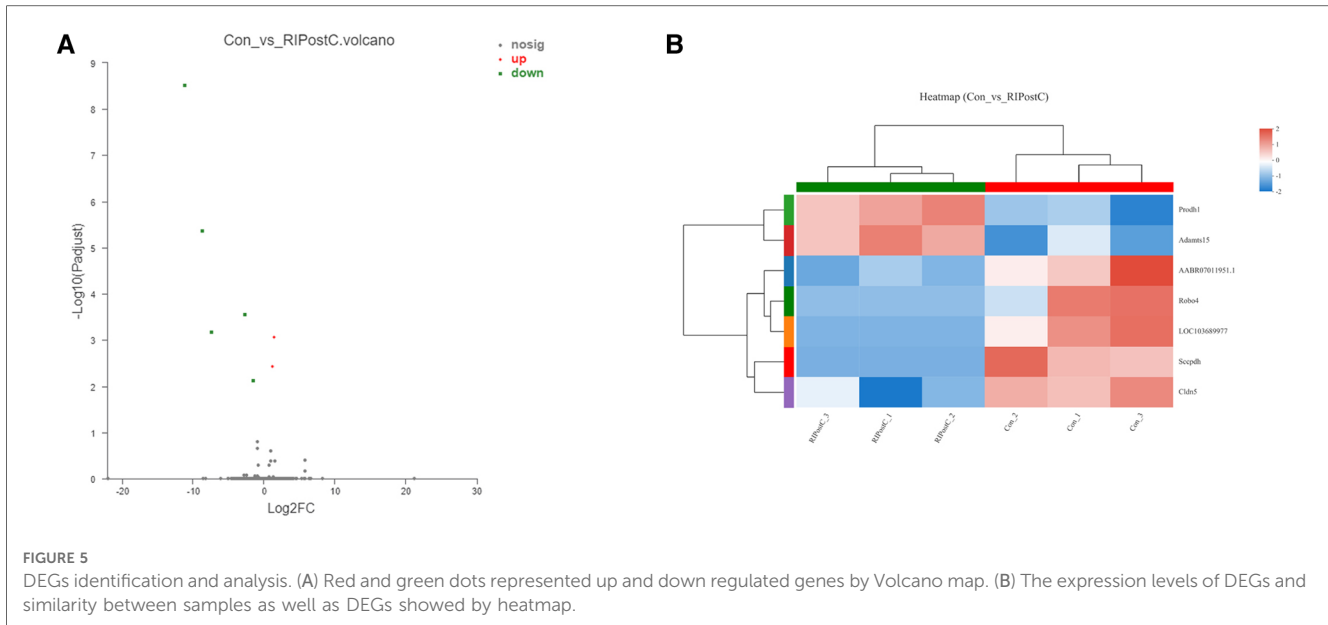 A
Con_vs_RIPostC.volcano
nosig
up
down
9
8
7
6
5
4
3
2
1
0
-Log10(Padjust)
-20
-10
0
10
20
30
Log2FC
B
Heatmap (Con_vs_RIPostC)
2
1
0
-1
-2
Prodh1
Adamts15
AABR07011951.1
Robo4
LOC103689977
Sccpdh
Cldn5
RIPostC_3
RIPostC_1
RIPostC_2
Con_2
Con_1
Con_3
FIGURE 5
DEGs identification and analysis. (A) Red and green dots represented up and down regulated genes by Volcano map. (B) The expression levels of DEGs and
similarity between samples as well as DEGs showed by heatmap.